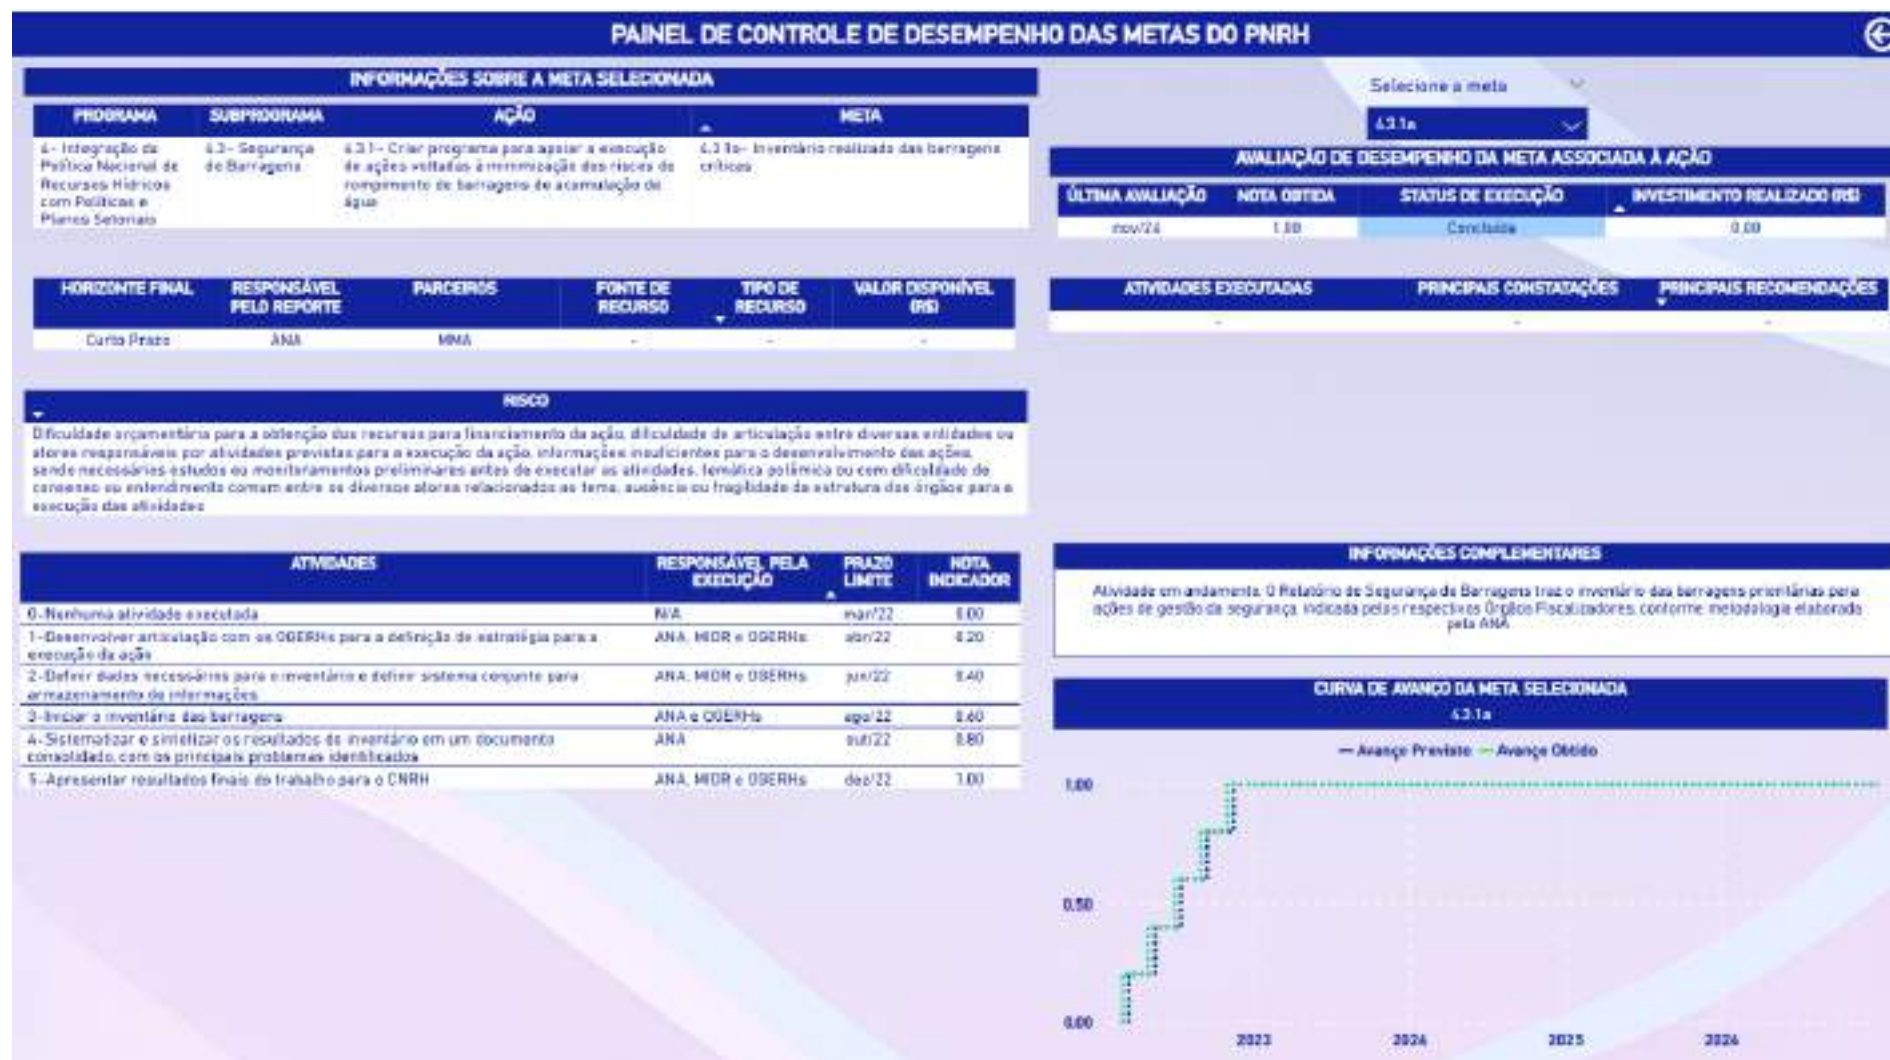 PAINEL DE CONTROLE DE DESEMPENHO DAS METAS DO PNRH
INFORMAÇÕES SOBRE A META SELECIONADA
PROGRAMA SUBPROGRAMA AÇÃO META
4- Integração da Política Nacional de Recursos Hídricos com Políticas e Planos Setoriais
4.3- Segurança de Barragens
4.3.1- Criar programa para apoiar a execução de ações voltadas à minimização dos riscos de rompimento de barragens de acumulação de água
4.3.1a- Inventário realizado das barragens críticas
Selecione a meta
4.3.1a
AVALIAÇÃO DE DESEMPENHO DA META ASSOCIADA À AÇÃO
ÚLTIMA AVALIAÇÃO NOTA OBTIDA STATUS DE EXECUÇÃO INVESTIMENTO REALIZADO (R$)
nov/24 1.00 Concluída 0.00
HORIZONTE FINAL RESPONSÁVEL PELO REPORTE PARCEIROS FONTE DE RECURSO TIPO DE RECURSO VALOR DISPONÍVEL (R$)
Curto Prazo ANA MMA - - -
ATIVIDADES EXECUTADAS PRINCIPAIS CONSTATAÇÕES PRINCIPAIS RECOMENDAÇÕES
- - -
RISCO
Dificuldade orçamentária para a obtenção dos recursos para financiamento da ação, dificuldade de articulação entre diversas entidades ou
atores responsáveis por atividades previstas para a execução da ação, informações insuficientes para o desenvolvimento das ações,
sendo necessários estudos ou monitoramentos preliminares antes de executar as atividades, temática polêmica ou com dificuldade de
consenso ou entendimento comum entre os diversos atores relacionados ao tema, ausência ou fragilidade da estrutura dos órgãos para a
execução das atividades
ATIVIDADES RESPONSÁVEL PELA EXECUÇÃO PRAZO LIMITE NOTA INDICADOR
0-Nenhuma atividade executada N/A mar/22 0.00
1-Desenvolver articulação com os OGERHs para a definição de estratégia para a execução da ação ANA, MIDR e OGERHs abr/22 0.20
2-Definir dados necessários para o inventário e definir sistema conjunto para armazenamento de informações ANA, MIDR e OGERHs jun/22 0.40
3-Iniciar o inventário das barragens ANA e OGERHs ago/22 0.60
4-Sistematizar e sintetizar os resultados do inventário em um documento consolidado, com os principais problemas identificados ANA out/22 0.80
5-Apresentar resultados finais do trabalho para o CNRH ANA, MIDR e OGERHs dez/22 1.00
INFORMAÇÕES COMPLEMENTARES
Atividade em andamento. O Relatório de Segurança de Barragens traz o inventário das barragens prioritárias para
ações de gestão da segurança, indicada pelos respectivos Órgãos Fiscalizadores, conforme metodologia elaborada
pela ANA
CURVA DE AVANÇO DA META SELECIONADA
4.3.1a
Avanço Previsto Avanço Obtido
1.00
0.50
0.00
2023 2024 2025 2026